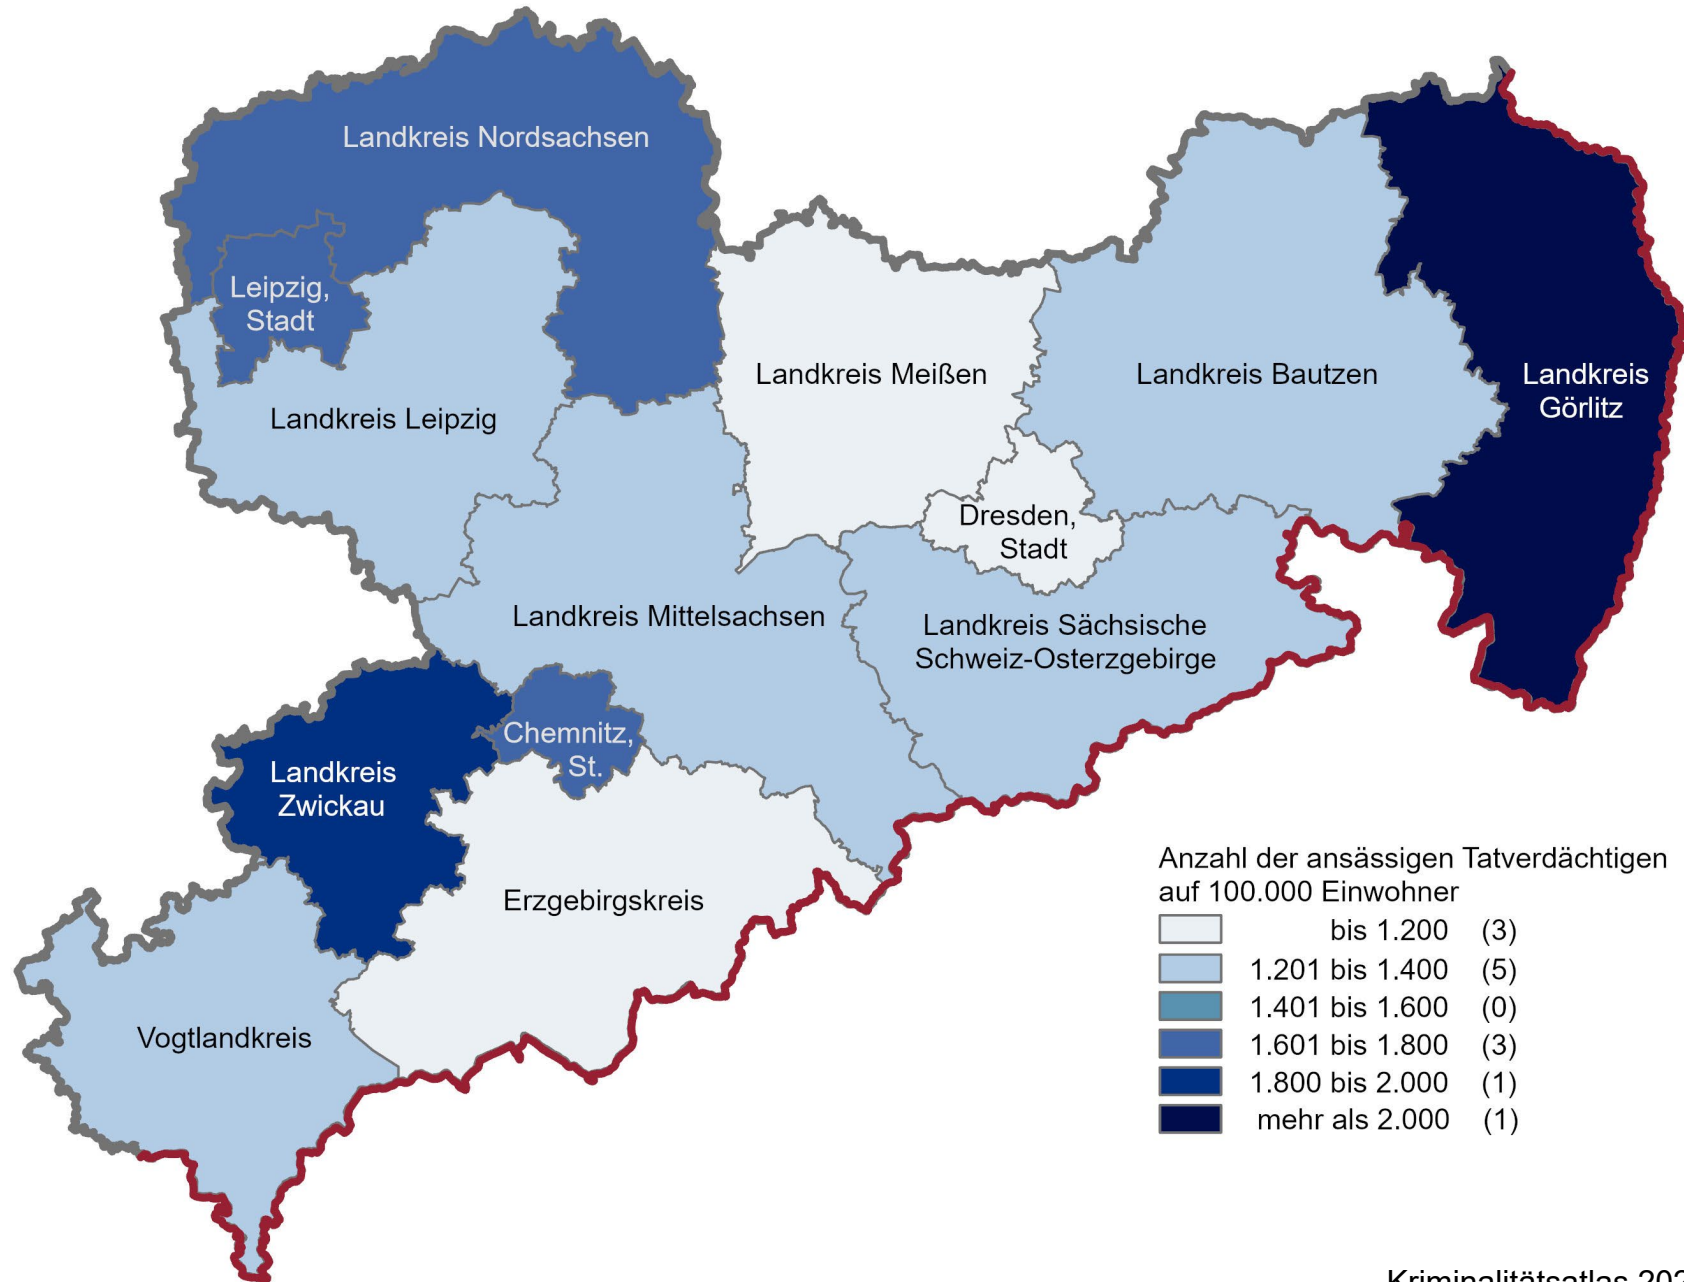 Landkreis Nordsachsen
Leipzig,
Stadt
Landkreis Leipzig
Landkreis Meißen
Landkreis Bautzen
Landkreis
Görlitz
Dresden,
Stadt
Landkreis Mittelsachsen
Landkreis Sächsische
Schweiz-Osterzgebirge
Chemnitz,
St.
Landkreis
Zwickau
Erzgebirgskreis
Vogtlandkreis
Anzahl der ansässigen Tatverdächtigen
auf 100.000 Einwohner
bis 1.200 (3)
1.201 bis 1.400 (5)
1.401 bis 1.600 (0)
1.601 bis 1.800 (3)
1.800 bis 2.000 (1)
mehr als 2.000 (1)
Kriminalitätsatlas